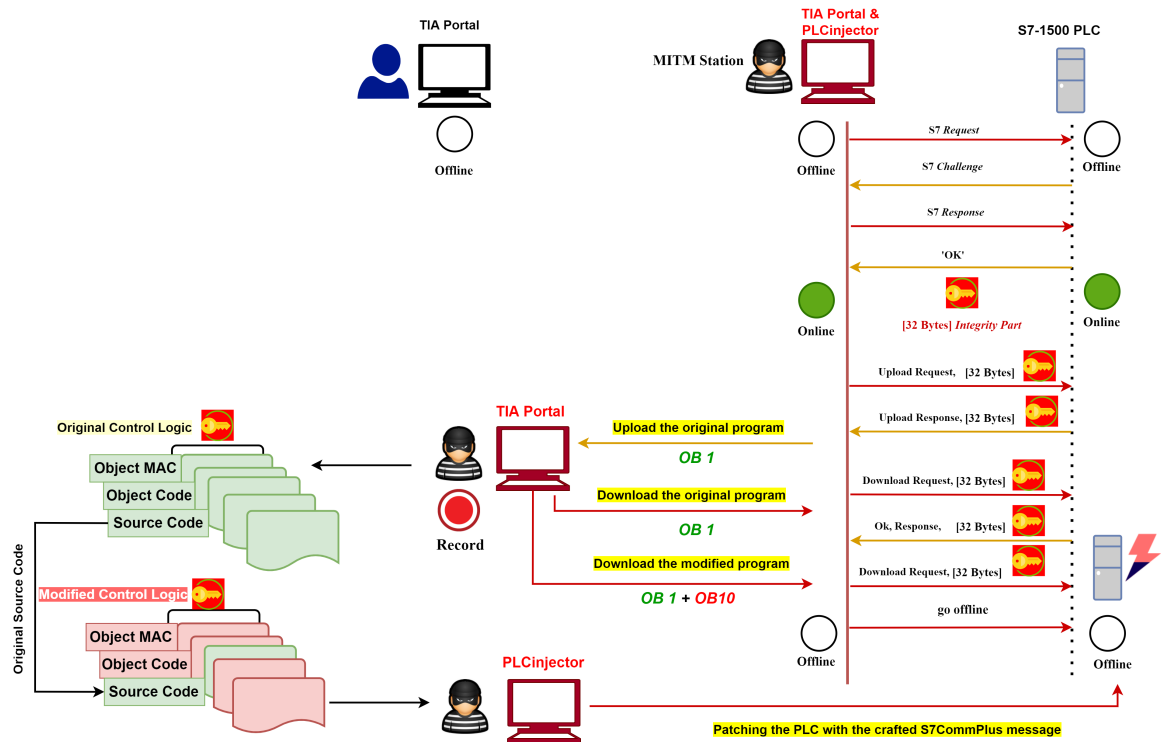 TIA Portal
Offline
TIA Portal &
PLCinjector
MITM Station
S7-1500 PLC
Offline
Offline
S7 Request
S7 Challenge
S7 Response
'OK'
Online
Online
[32 Bytes] Integrity Part
Upload Request, [32 Bytes]
Upload Response, [32 Bytes]
Download Request, [32 Bytes]
Ok, Response, [32 Bytes]
Download Request, [32 Bytes]
go offline
Offline
Offline
TIA Portal
Record
Upload the original program
OB 1
Download the original program
OB 1
Download the modified program
OB 1 + OB10
Original Control Logic
Object MAC
Object Code
Source Code
Original Source Code
Modified Control Logic
Object MAC
Object Code
Source Code
PLCinjector
Patching the PLC with the crafted S7CommPlus message